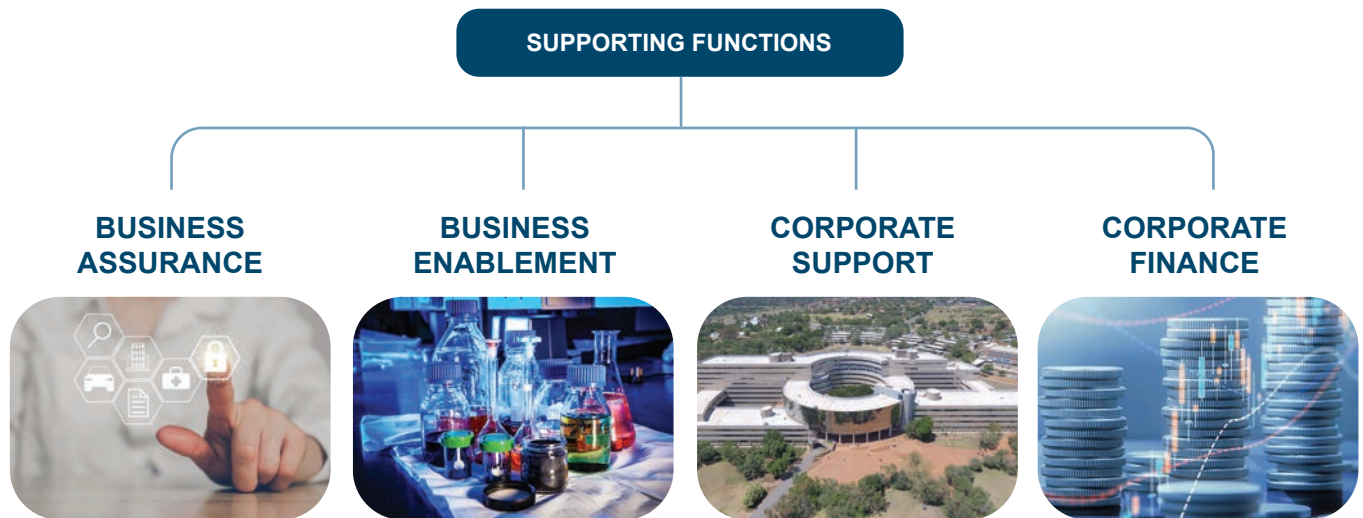 SUPPORTING FUNCTIONS
BUSINESS
ASSURANCE
BUSINESS
ENABLEMENT
CORPORATE
SUPPORT
CORPORATE
FINANCE